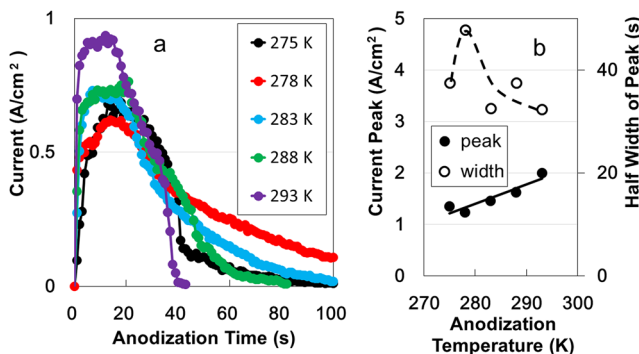 a
Current (A/cm²)
1
0.5
0
0 20 40 60 80 100
Anodization Time (s)
275 K
278 K
283 K
288 K
293 K
b
Current Peak (A/cm²)
5
4
3
2
1
0
peak
width
270 280 290 300
Anodization
Temperature (K)
40
20
0
Half Width of Peak (s)